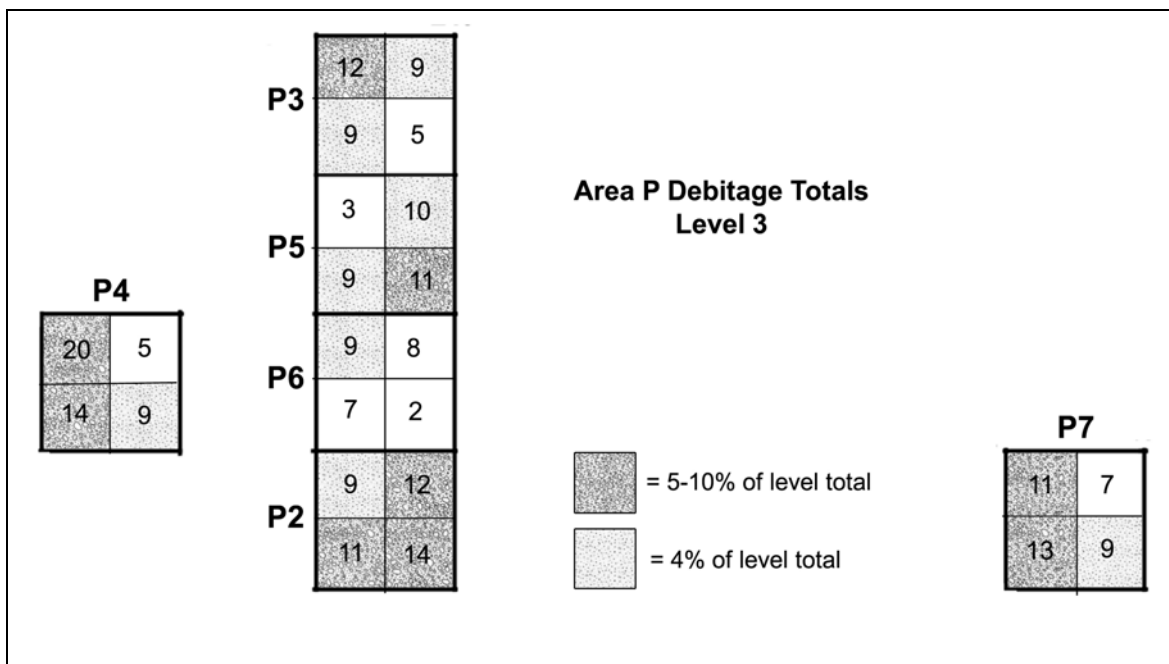 12 9
P3
9 5
Area P Debitage Totals
Level 3
3 10
P5
9 11
P4
20 5
14 9
9 8
P6
7 2
9 12
P2
11 14
= 5-10% of level total
= 4% of level total
P7
11 7
13 9